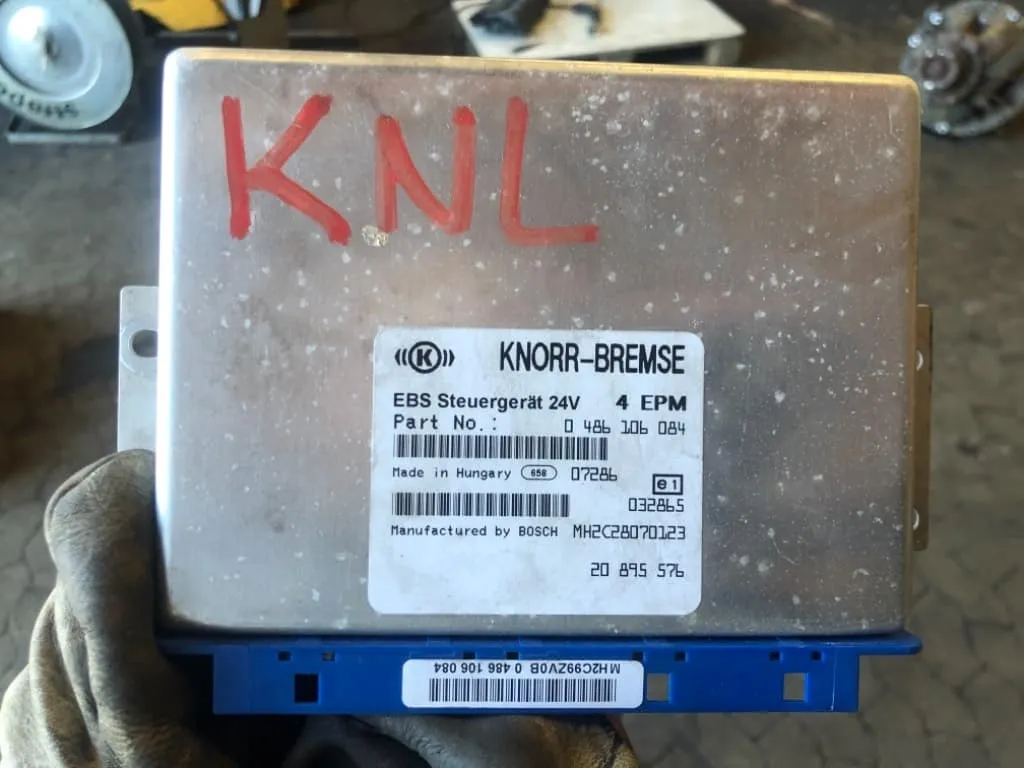 KNL
K KNORR-BREMSE
EBS Steuergerät 24V 4 EPM
Part No.: 0 486 106 084
Made in Hungary 658 07286
e1
032865
Manufactured by BOSCH MH2C28070123
20 895 576
MH2C99ZV0B 0 486 106 084